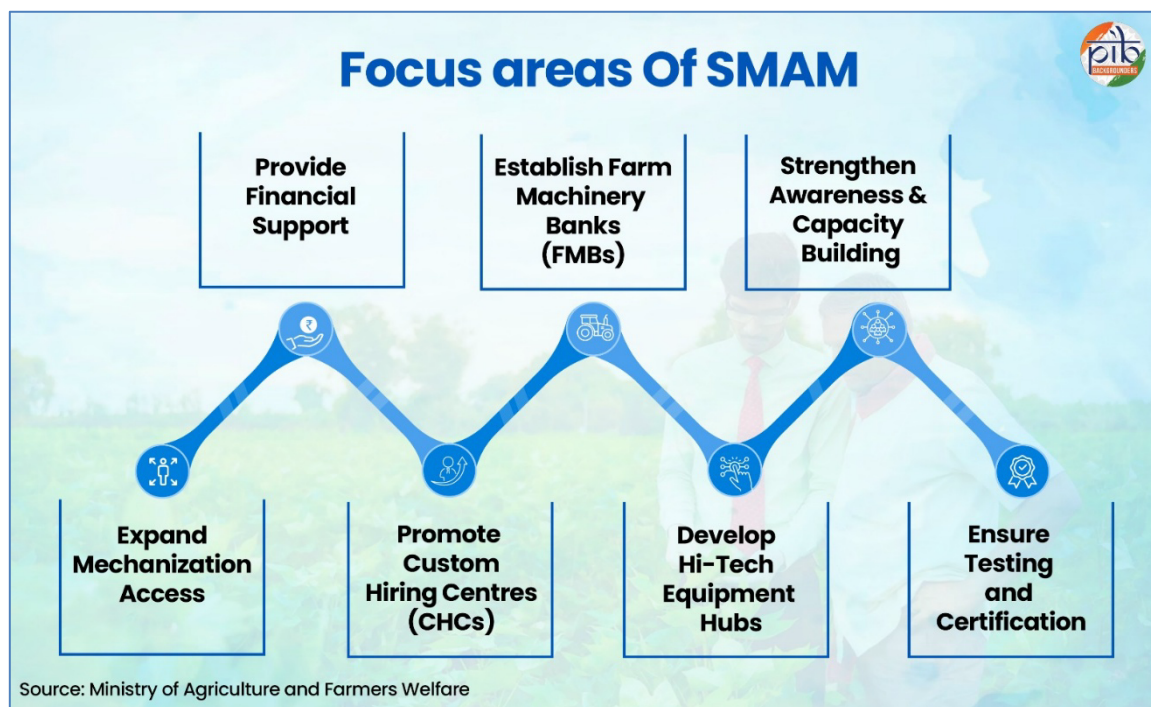 Focus areas Of SMAM
pib
BACKGROUNDERS
Provide
Financial
Support
Establish Farm
Machinery
Banks
(FMBs)
Strengthen
Awareness &
Capacity
Building
₹
Expand
Mechanization
Access
Promote
Custom
Hiring Centres
(CHCs)
Develop
Hi-Tech
Equipment
Hubs
Ensure
Testing
and
Certification
Source: Ministry of Agriculture and Farmers Welfare